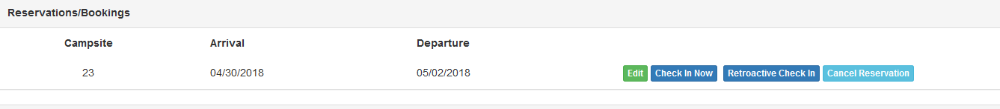 Reservations/Bookings
Campsite Arrival Departure
23 04/30/2018 05/02/2018 Edit Check In Now Retroactive Check In Cancel Reservation